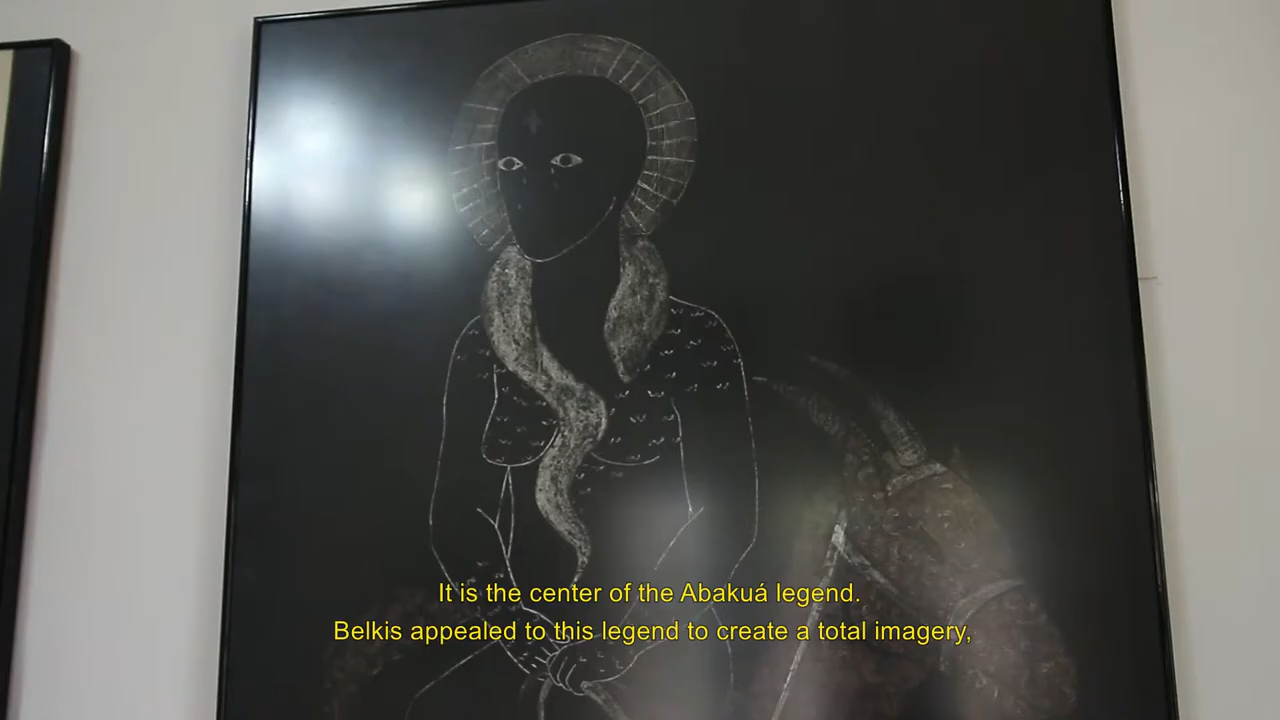 It is the center of the Abakuá legend.
Belkis appealed to this legend to create a total imagery,